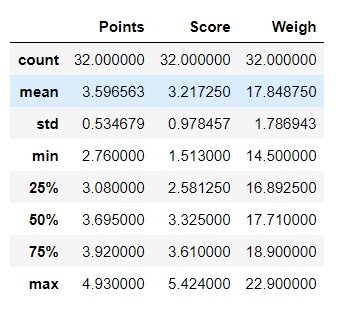 Points Score Weigh
count 32.000000 32.000000 32.000000
mean 3.596563 3.217250 17.848750
std 0.534679 0.978457 1.786943
min 2.760000 1.513000 14.500000
25% 3.080000 2.581250 16.892500
50% 3.695000 3.325000 17.710000
75% 3.920000 3.610000 18.900000
max 4.930000 5.424000 22.900000